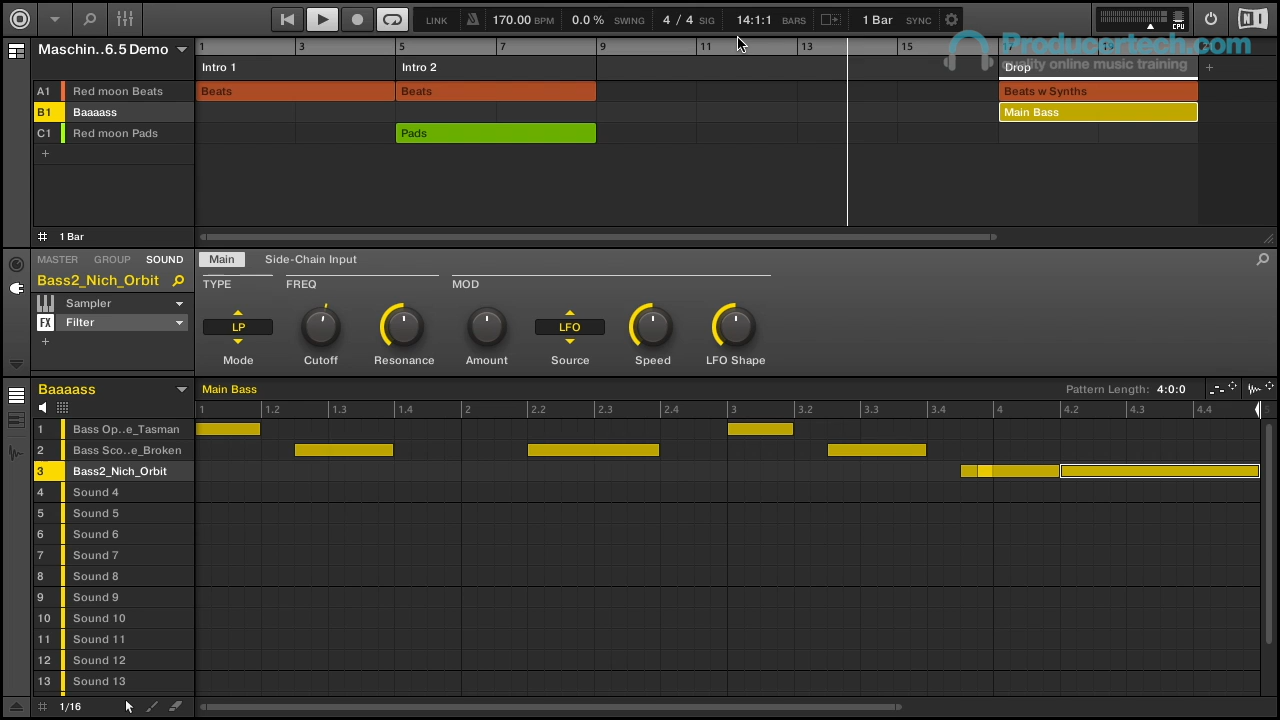 LINK 170.00 BPM 0.0 % SWING 4 / 4 SIG 14:1:1 BARS 1 Bar SYNC CPU NI
Maschin..6.5 Demo 1 3 5 7 9 11 13 15
Producertech.com
quality online music training
Intro 1 Intro 2 Drop +
A1 Red moon Beats Beats Beats Beats w Synths
B1 Baaaass Main Bass
C1 Red moon Pads Pads
+
1 Bar
MASTER GROUP SOUND Main Side-Chain Input
Bass2_Nich_Orbit TYPE FREQ MOD
Sampler
FX Filter LP LFO
+
Mode Cutoff Resonance Amount Source Speed LFO Shape
Baaaass Main Bass Pattern Length: 4:0:0
1 1.2 1.3 1.4 2 2.2 2.3 2.4 3 3.2 3.3 3.4 4 4.2 4.3 4.4
1 Bass Op..e_Tasman
2 Bass Sco..e_Broken
3 Bass2_Nich_Orbit
4 Sound 4
5 Sound 5
6 Sound 6
7 Sound 7
8 Sound 8
9 Sound 9
10 Sound 10
11 Sound 11
12 Sound 12
13 Sound 13
1/16